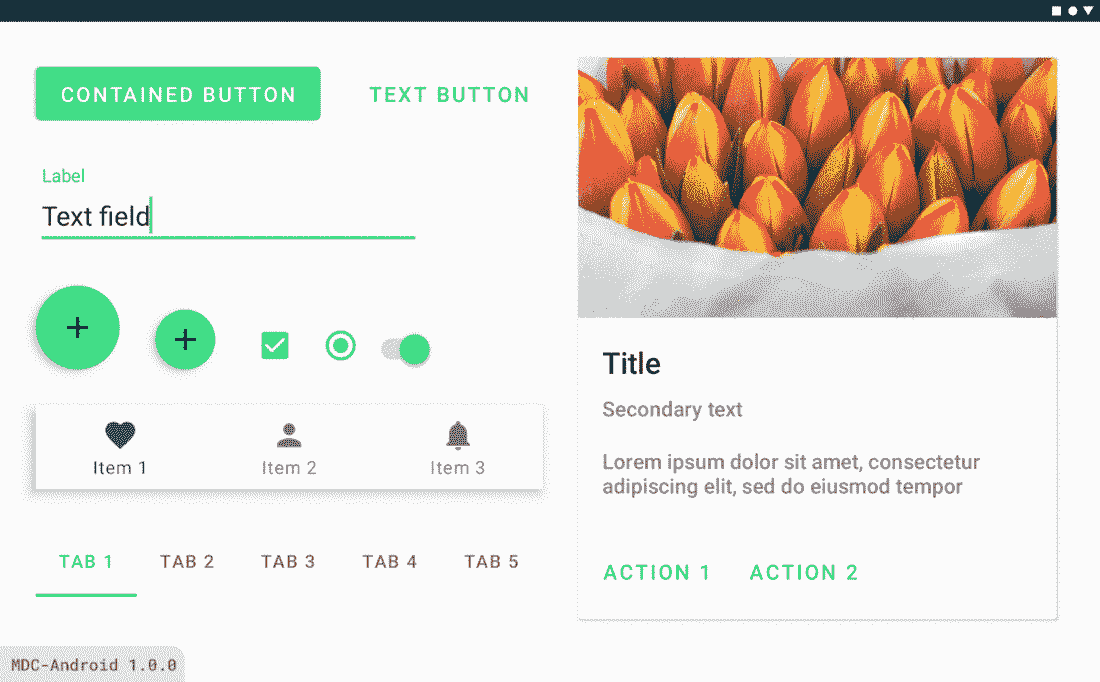 CONTAINED BUTTON
TEXT BUTTON
Label
Text field
Item 1
Item 2
Item 3
TAB 1
TAB 2
TAB 3
TAB 4
TAB 5
MDC-Android 1.0.0
Title
Secondary text
Lorem ipsum dolor sit amet, consectetur
adipiscing elit, sed do eiusmod tempor
ACTION 1
ACTION 2